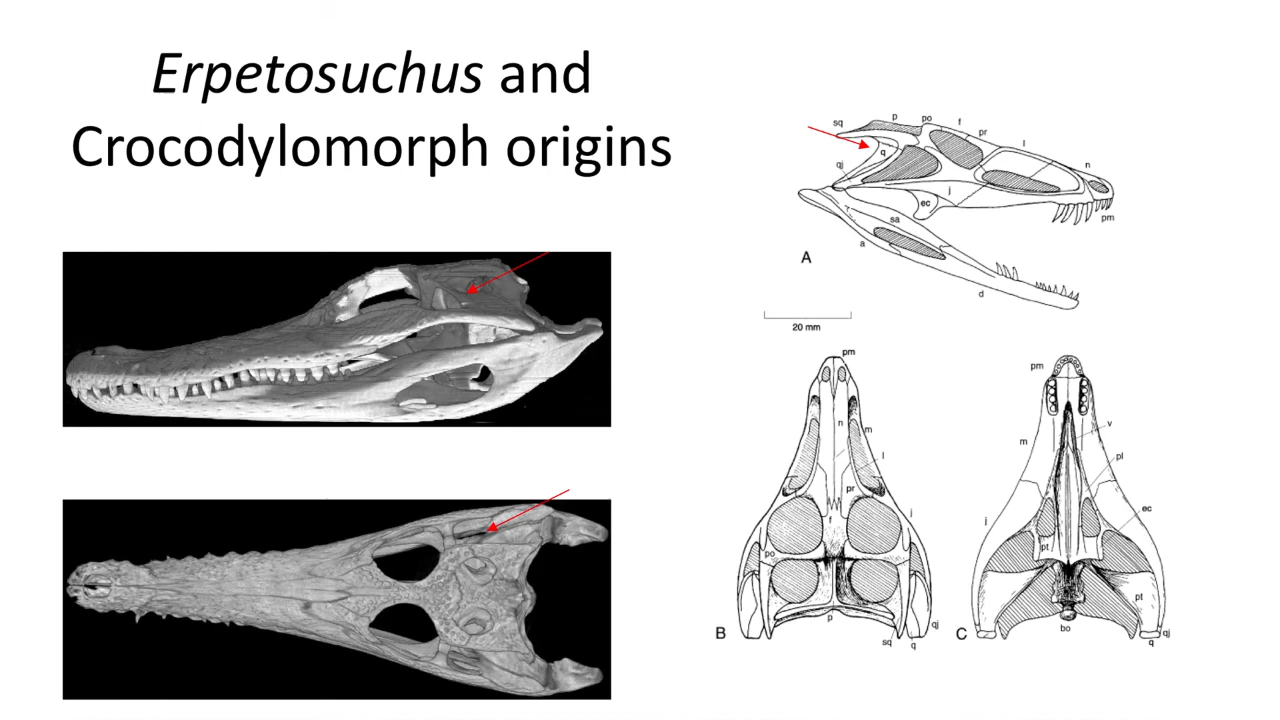 Erpetosuchus and
Crocodylomorph origins
sq
p
po
f
pr
l
n
q
qj
j
ec
pm
sa
a
A
d
20 mm
pm
n
m
l
pr
f
j
po
B
p
sq
q
qj
pm
m
v
pl
ec
j
pt
pt
C
bo
q
qj